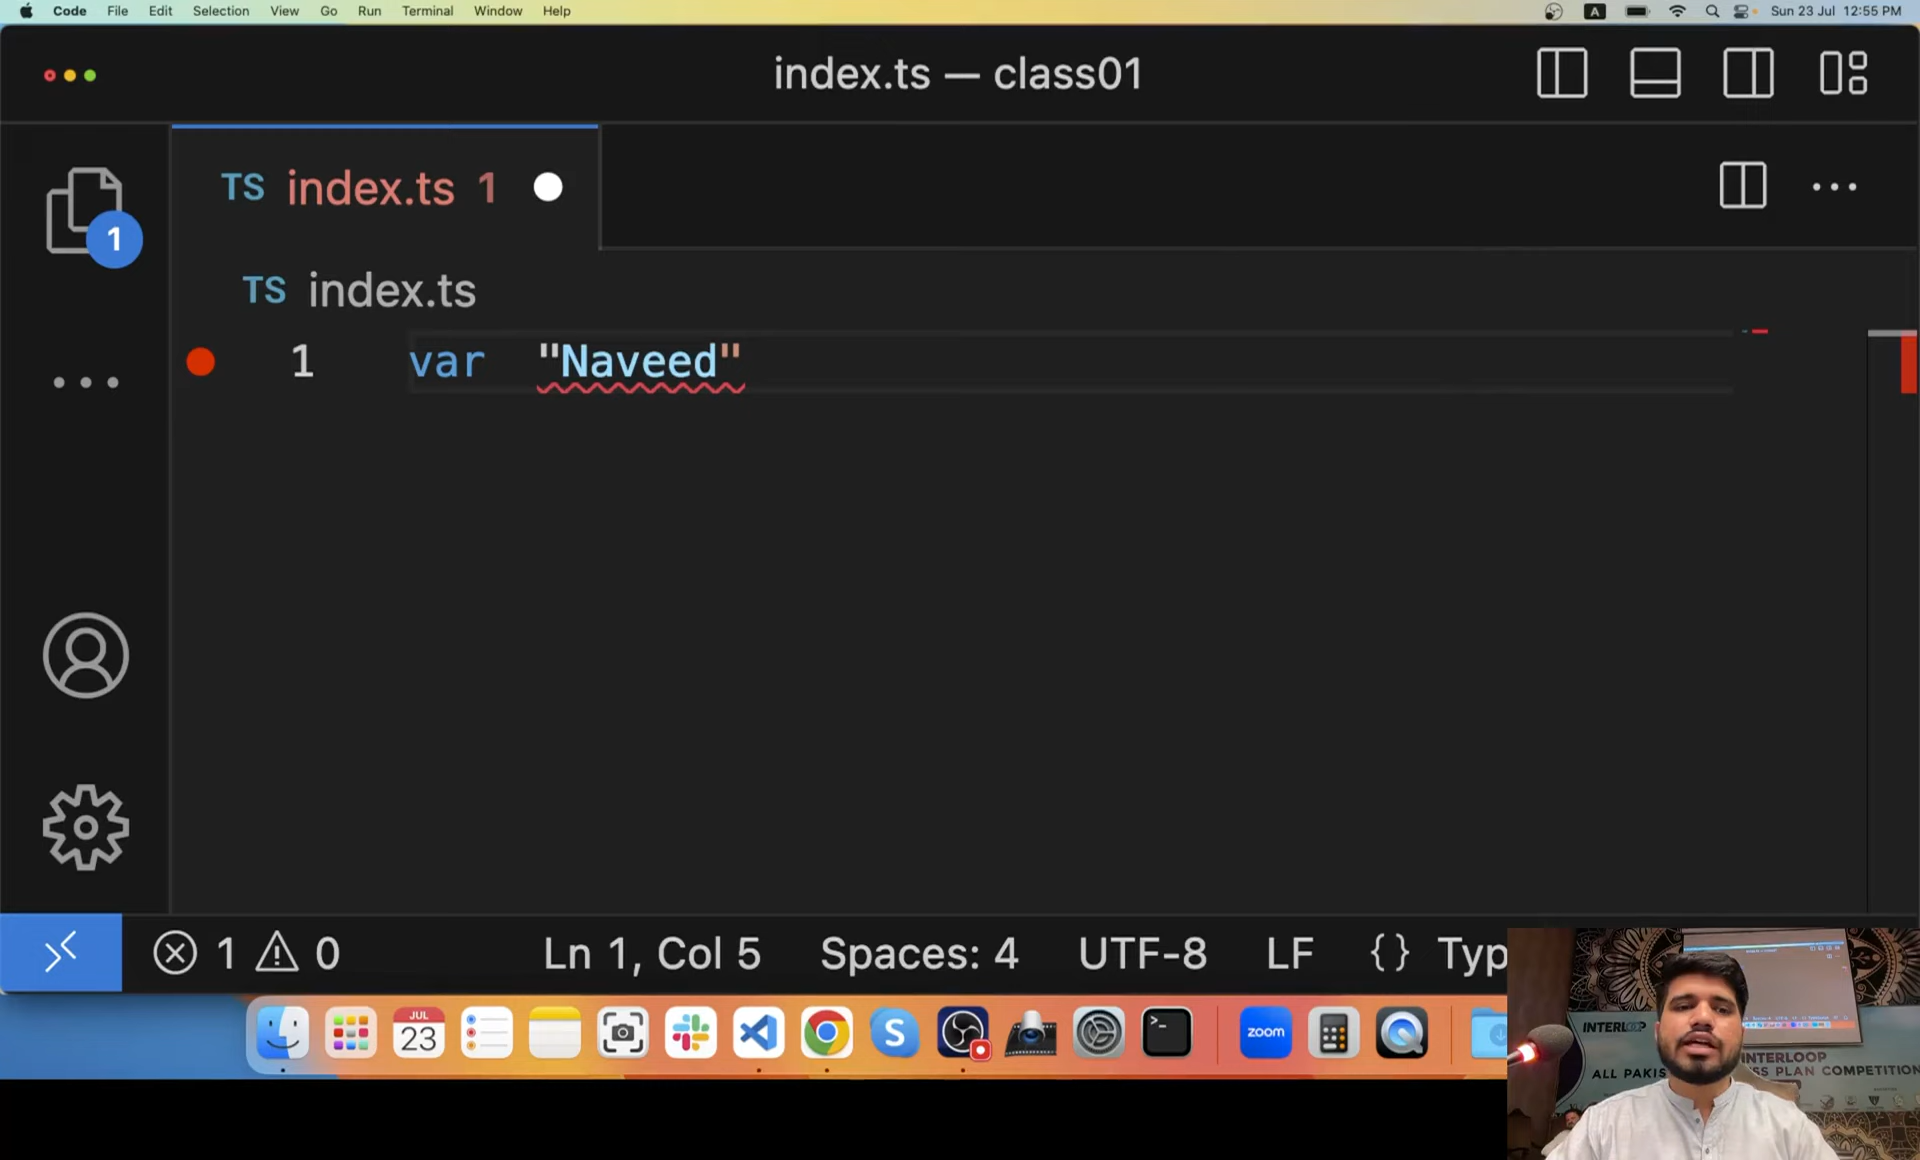 Code File Edit Selection View Go Run Terminal Window Help
A Sun 23 Jul 12:55 PM
index.ts — class01
TS index.ts 1
1
TS index.ts
1 var "Naveed"
1 0 Ln 1, Col 5 Spaces: 4 UTF-8 LF {} Typ
JUL
23
S
zoom
INTERLOOP
INTERLOOP
ALL PAKIS
SS PLAN COMPETITION